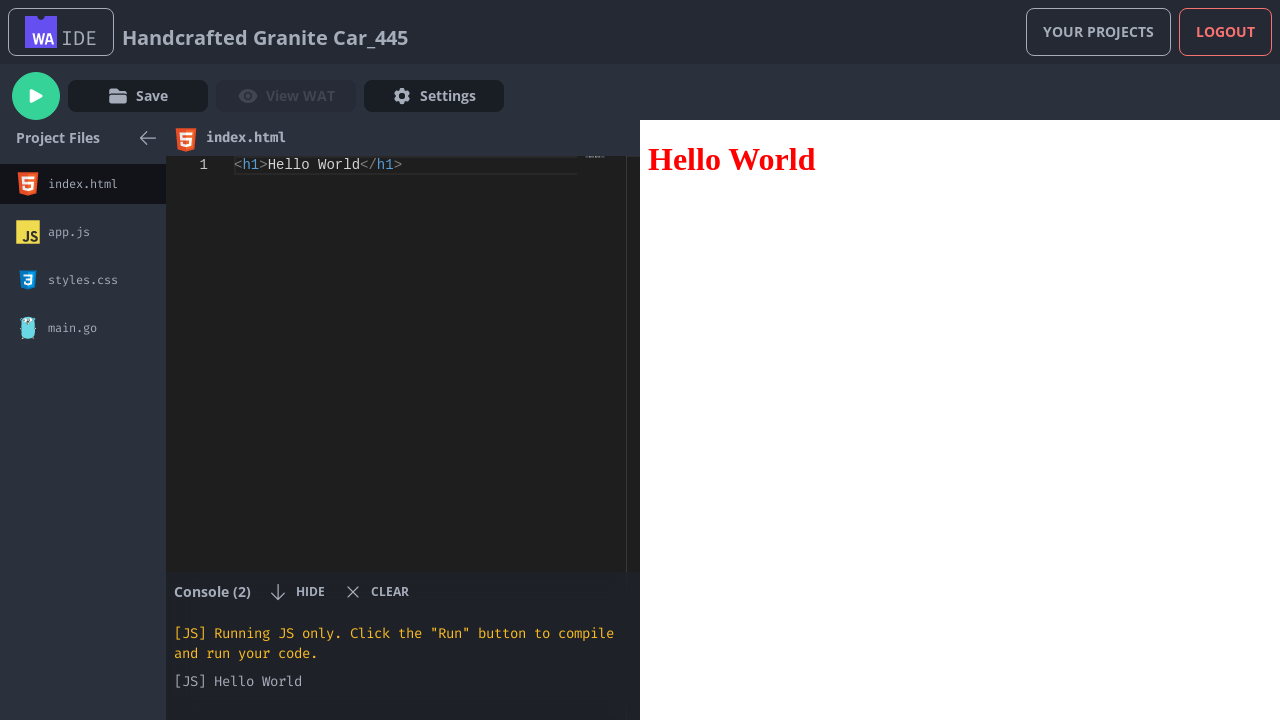 WA IDE
Handcrafted Granite Car_445
YOUR PROJECTS
LOGOUT
Save
View WAT
Settings
Project Files
index.html
app.js
JS
styles.css
main.go
index.html
1 <h1>Hello World</h1>
Console (2)
HIDE
CLEAR
[JS] Running JS only. Click the "Run" button to compile
and run your code.
[JS] Hello World
Hello World